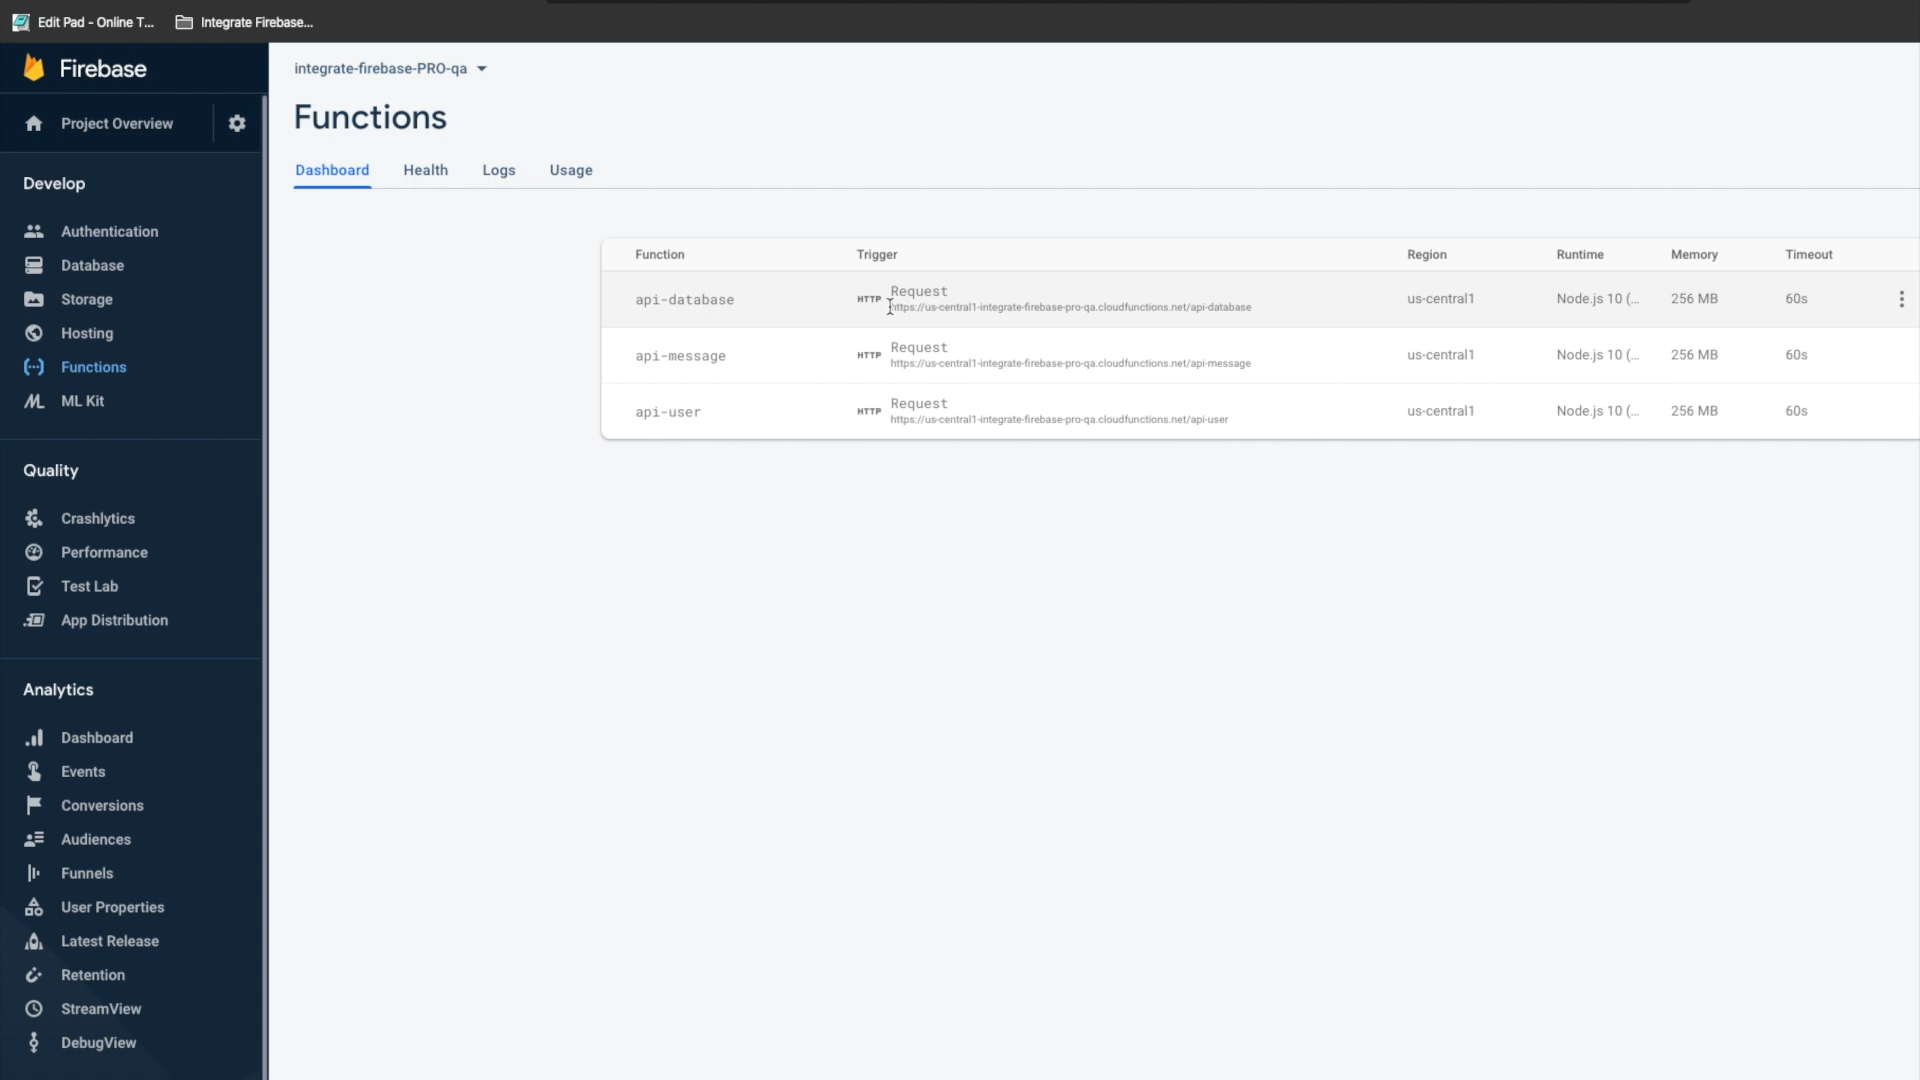 Edit Pad - Online T...
Integrate Firebase...
Firebase
Project Overview
Develop
Authentication
Database
Storage
Hosting
Functions
ML Kit
Quality
Crashlytics
Performance
Test Lab
App Distribution
Analytics
Dashboard
Events
Conversions
Audiences
Funnels
User Properties
Latest Release
Retention
StreamView
DebugView
integrate-firebase-PRO-qa
Functions
Dashboard Health Logs Usage
Function Trigger Region Runtime Memory Timeout
api-database HTTP Request us-central1 Node.js 10 (... 256 MB 60s
https://us-central1-integrate-firebase-pro-qa.cloudfunctions.net/api-database
api-message HTTP Request us-central1 Node.js 10 (... 256 MB 60s
https://us-central1-integrate-firebase-pro-qa.cloudfunctions.net/api-message
api-user HTTP Request us-central1 Node.js 10 (... 256 MB 60s
https://us-central1-integrate-firebase-pro-qa.cloudfunctions.net/api-user